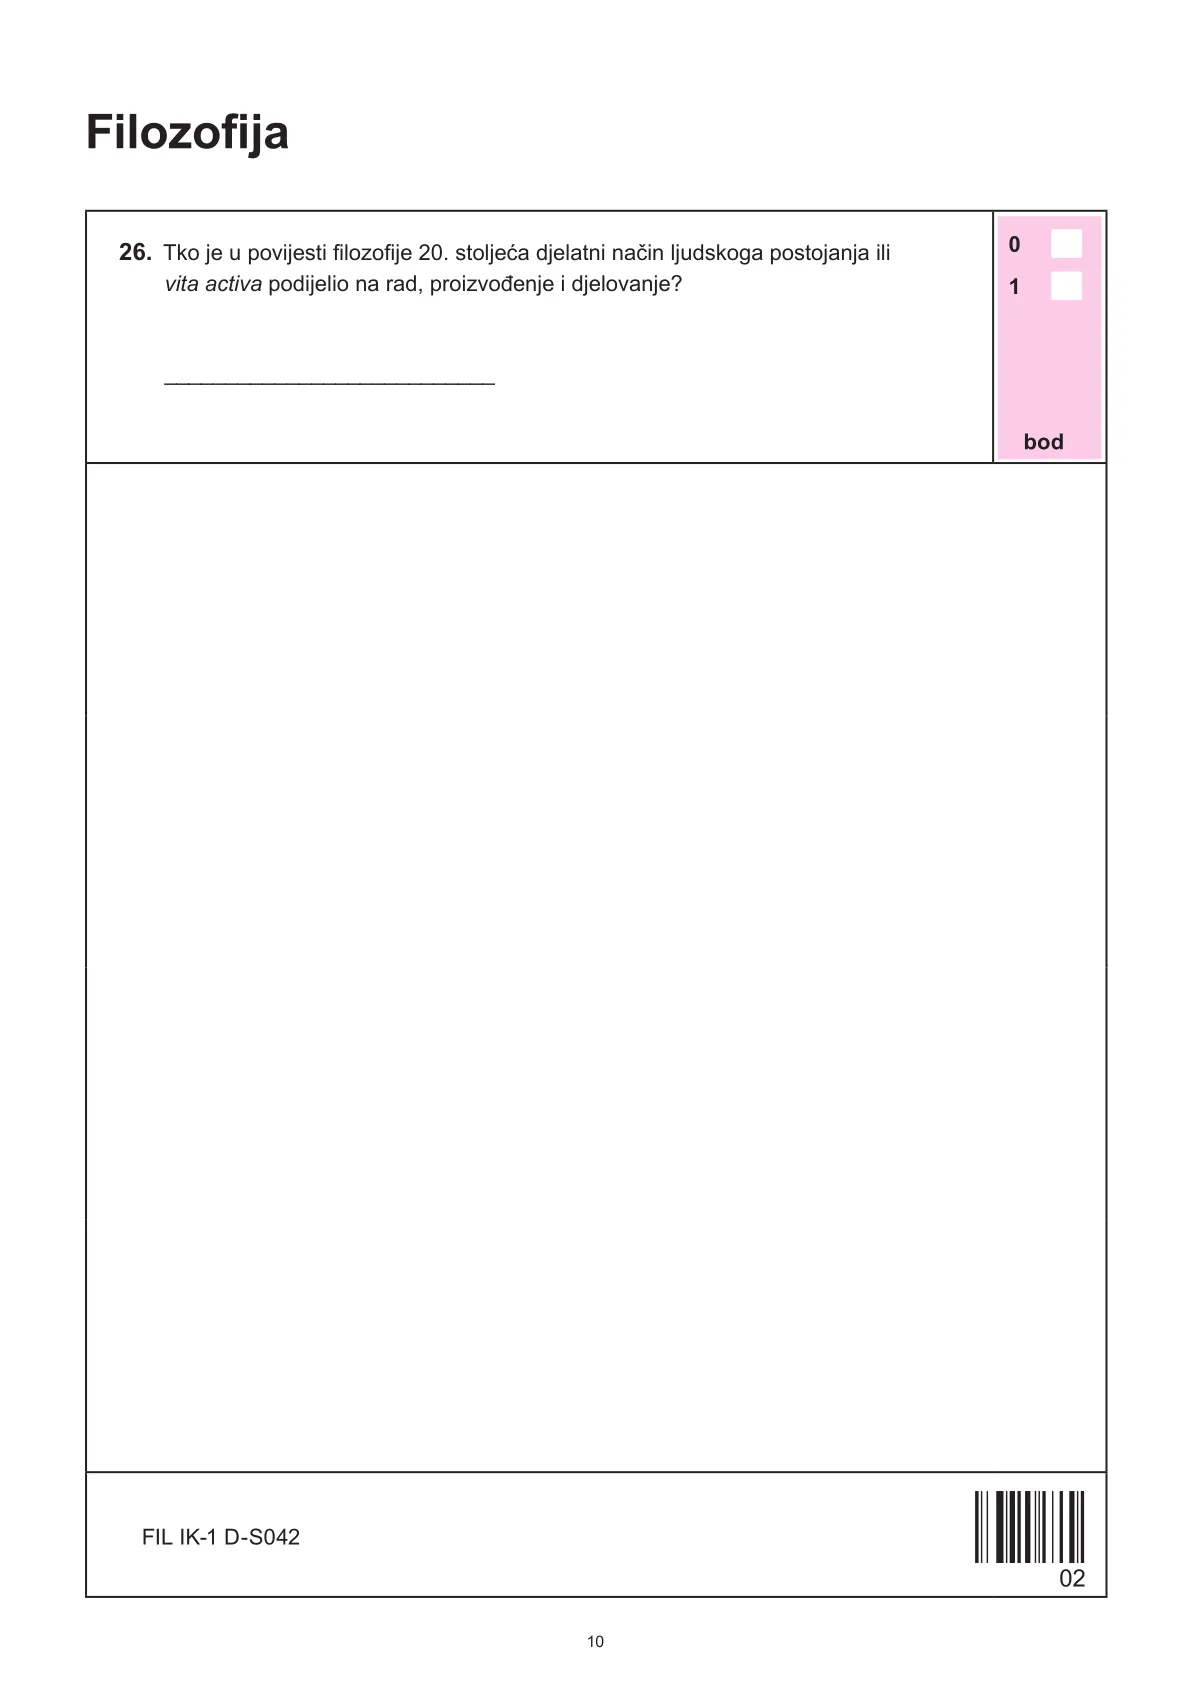 Filozofija
26. Tko je u povijesti filozofije 20. stoljeća djelatni način ljudskoga postojanja ili
vita activa podijelio na rad, proizvođenje i djelovanje?
___________________________
0
1
bod
FIL IK-1 D-S042
02
10